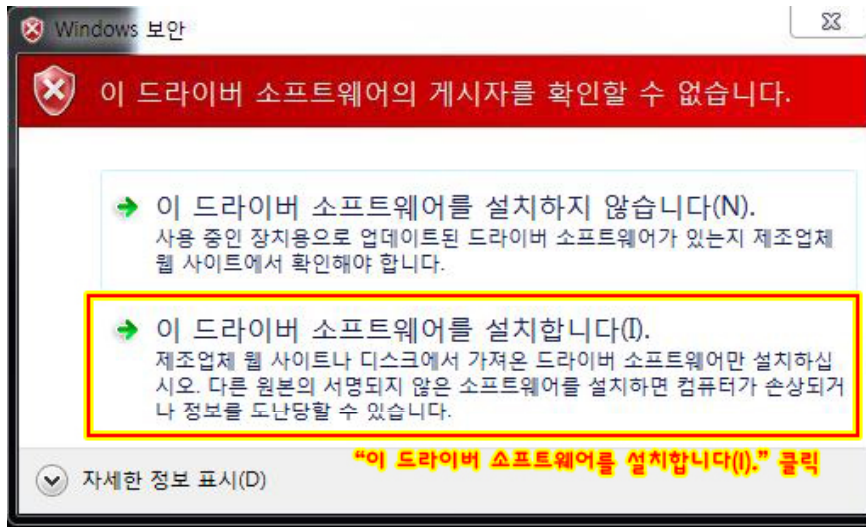 Windows 보안
이 드라이버 소프트웨어의 게시자를 확인할 수 없습니다.
이 드라이버 소프트웨어를 설치하지 않습니다(N).
사용 중인 장치용으로 업데이트된 드라이버 소프트웨어가 있는지 제조업체
웹 사이트에서 확인해야 합니다.
이 드라이버 소프트웨어를 설치합니다(I).
제조업체 웹 사이트나 디스크에서 가져온 드라이버 소프트웨어만 설치하십
시오. 다른 원본의 서명되지 않은 소프트웨어를 설치하면 컴퓨터가 손상되거
나 정보를 도난당할 수 있습니다.
“이 드라이버 소프트웨어를 설치합니다(I).” 클릭
자세한 정보 표시(D)